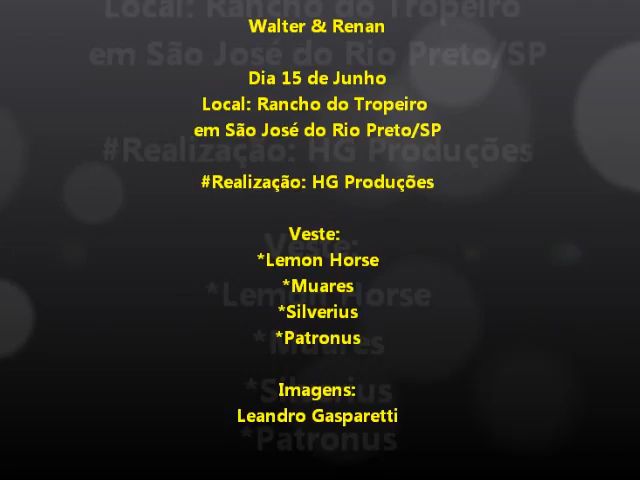 Walter & Renan
Dia 15 de Junho
Local: Rancho do Tropeiro
em São José do Rio Preto/SP
#Realização: HG Produções
Veste:
*Lemon Horse
*Muares
*Silverius
*Patronus
Imagens:
Leandro Gasparetti